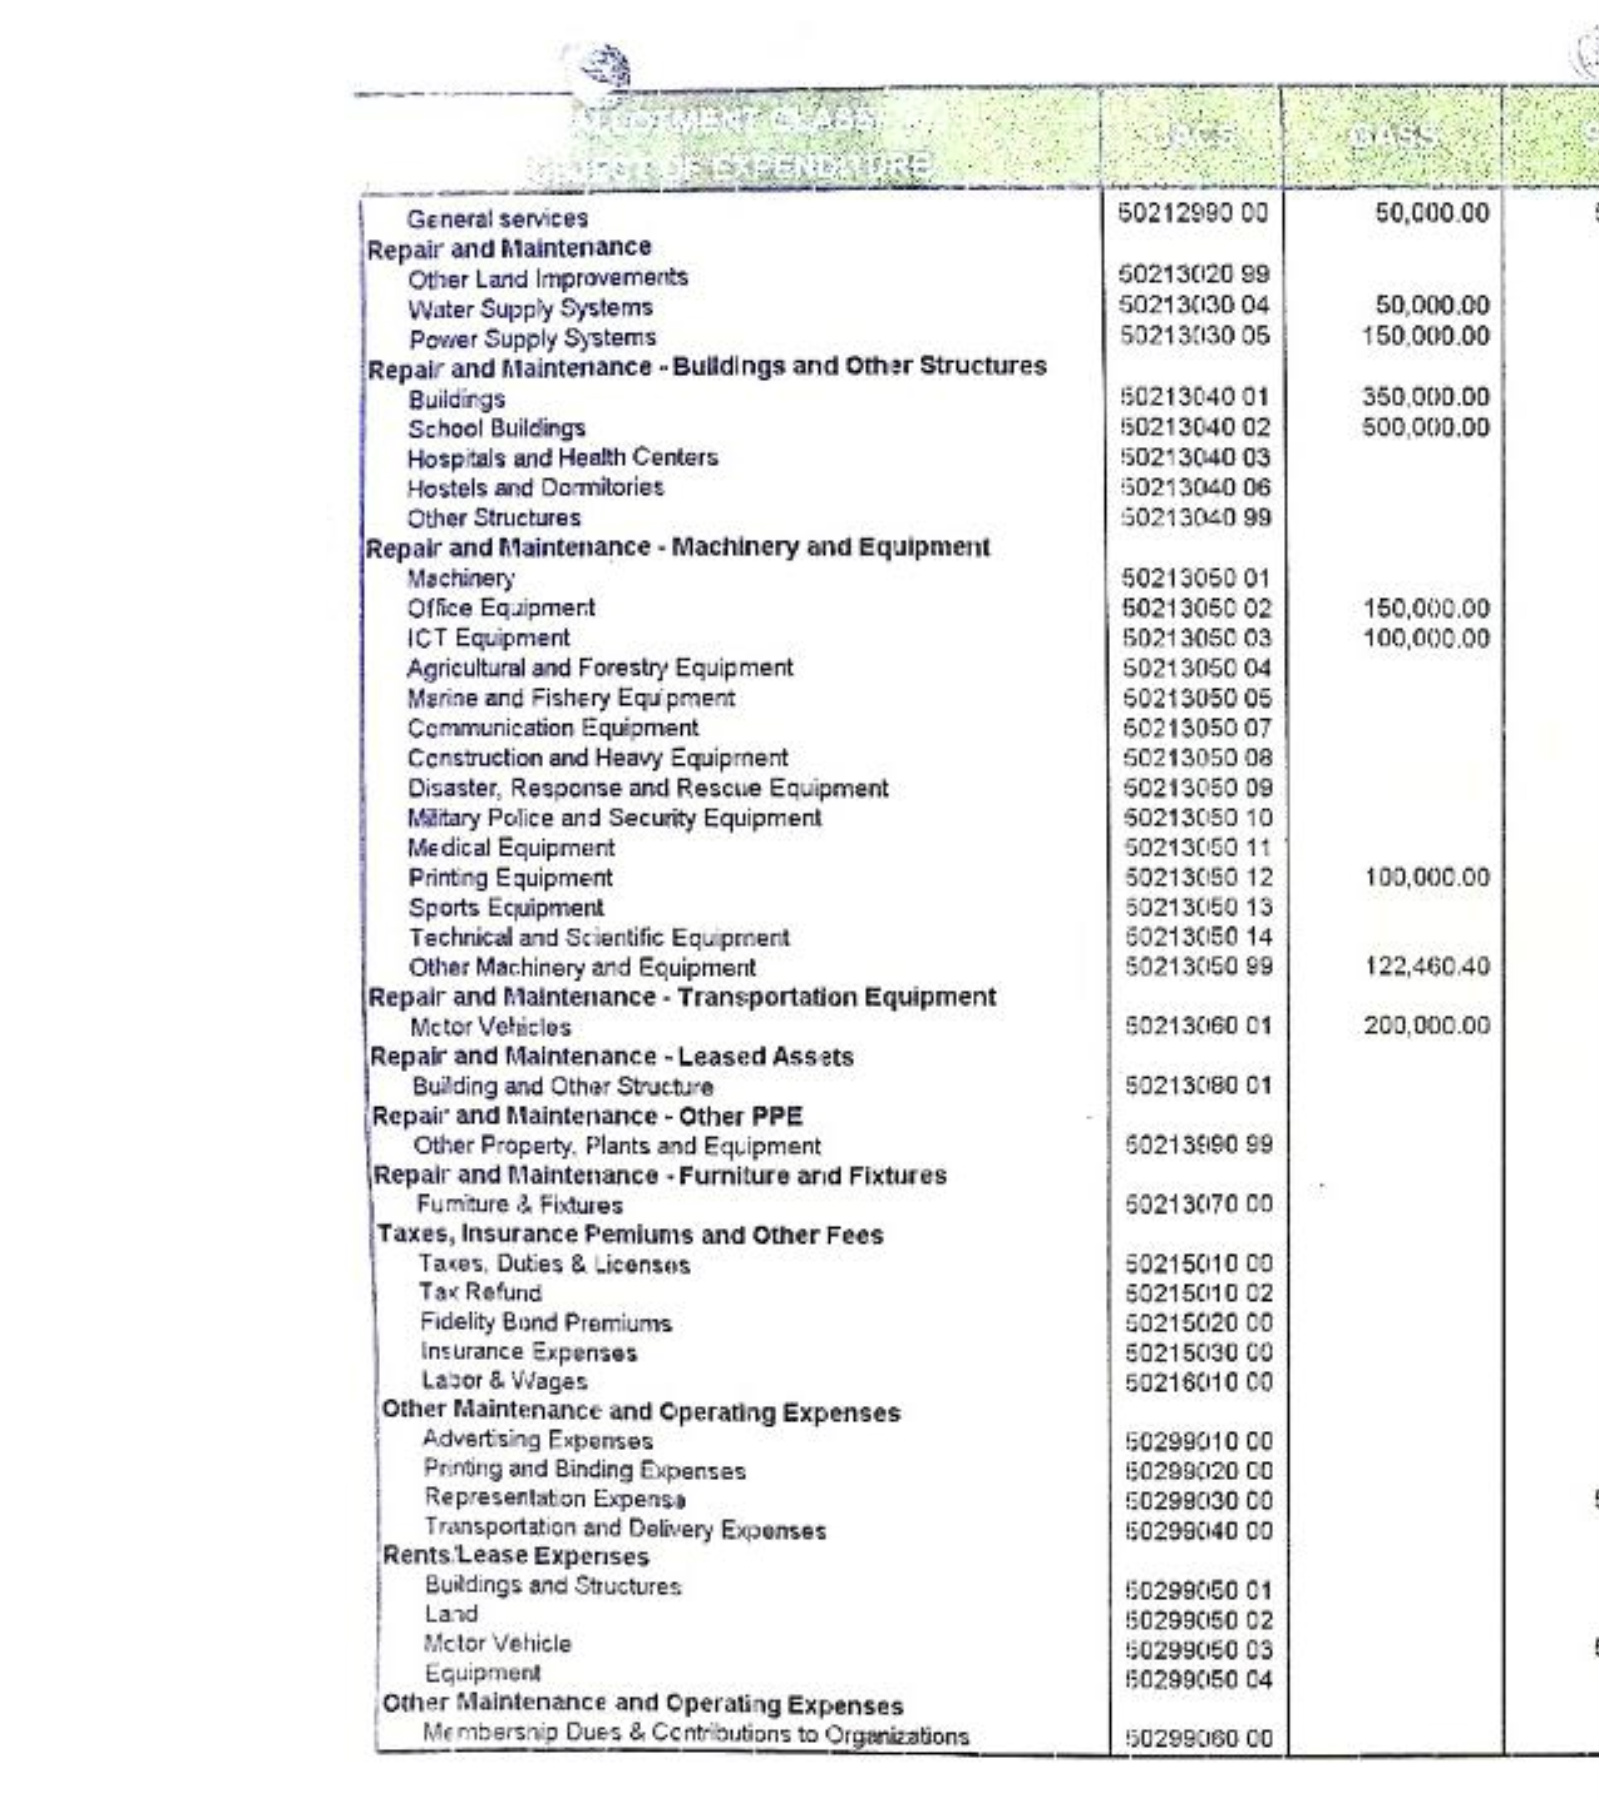 ALLOTMENT CLASS
OBJECT OF EXPENDITURE UACS GASS
General services 50212990 00 50,000.00
Repair and Maintenance
Other Land Improvements 50213020 99
Water Supply Systems 50213030 04 50,000.00
Power Supply Systems 50213030 05 150,000.00
Repair and Maintenance - Buildings and Other Structures
Buildings 50213040 01 350,000.00
School Buildings 50213040 02 500,000.00
Hospitals and Health Centers 50213040 03
Hostels and Dormitories 50213040 06
Other Structures 50213040 99
Repair and Maintenance - Machinery and Equipment
Machinery 50213050 01
Office Equipment 50213050 02 150,000.00
ICT Equipment 50213050 03 100,000.00
Agricultural and Forestry Equipment 50213050 04
Marine and Fishery Equipment 50213050 05
Communication Equipment 50213050 07
Construction and Heavy Equipment 50213050 08
Disaster, Response and Rescue Equipment 50213050 09
Military Police and Security Equipment 50213050 10
Medical Equipment 50213050 11
Printing Equipment 50213050 12 100,000.00
Sports Equipment 50213050 13
Technical and Scientific Equipment 50213050 14
Other Machinery and Equipment 50213050 99 122,460.40
Repair and Maintenance - Transportation Equipment
Motor Vehicles 50213060 01 200,000.00
Repair and Maintenance - Leased Assets
Building and Other Structure 50213080 01
Repair and Maintenance - Other PPE
Other Property, Plants and Equipment 50213990 99
Repair and Maintenance - Furniture and Fixtures
Furniture & Fixtures 50213070 00
Taxes, Insurance Pemiums and Other Fees
Taxes, Duties & Licenses 50215010 00
Tax Refund 50215010 02
Fidelity Bond Premiums 50215020 00
Insurance Expenses 50215030 00
Labor & Wages 50216010 00
Other Maintenance and Operating Expenses
Advertising Expenses 50299010 00
Printing and Binding Expenses 50299020 00
Representation Expense 50299030 00
Transportation and Delivery Expenses 50299040 00
Rents/Lease Expenses
Buildings and Structures 50299050 01
Land 50299050 02
Motor Vehicle 50299050 03
Equipment 50299050 04
Other Maintenance and Operating Expenses
Membership Dues & Contributions to Organizations 50299060 00